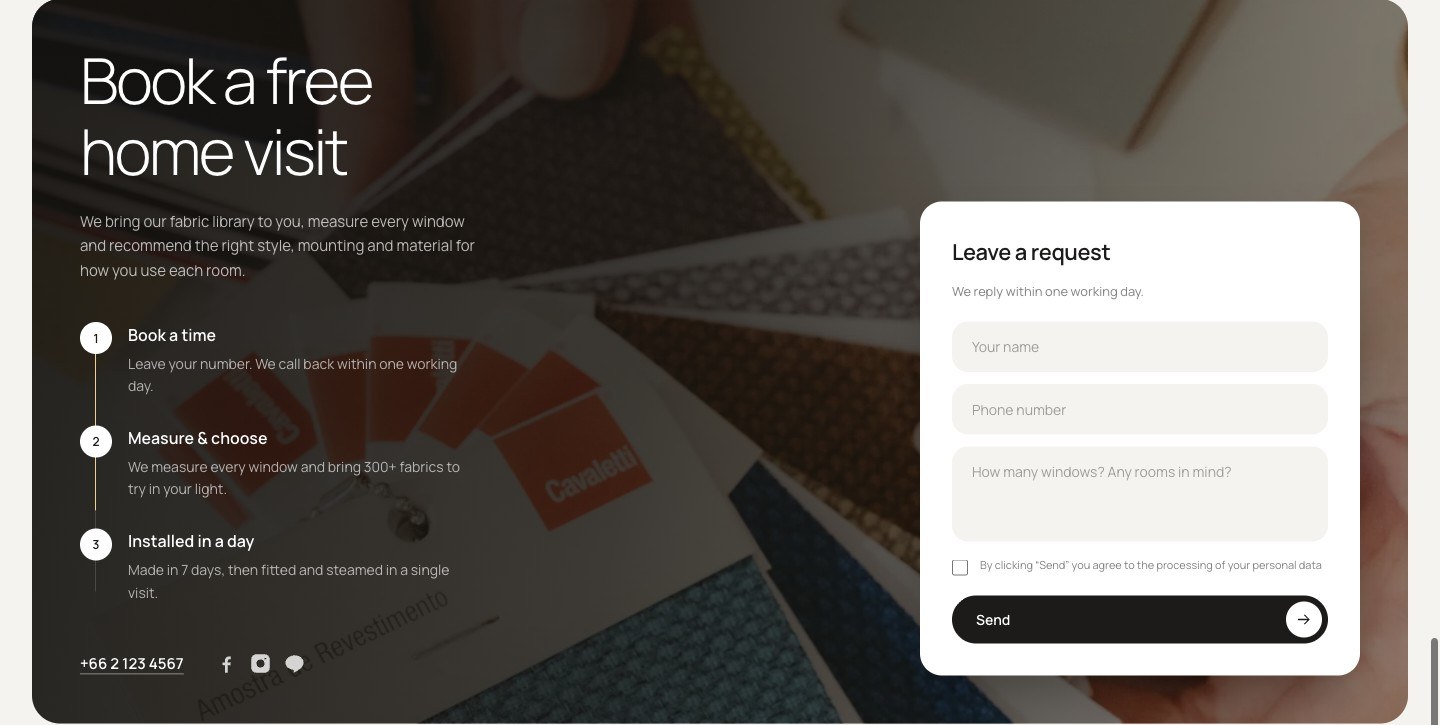 Book a free
home visit
We bring our fabric library to you, measure every window
and recommend the right style, mounting and material for
how you use each room.
1
Book a time
Leave your number. We call back within one working
day.
2
Measure & choose
We measure every window and bring 300+ fabrics to
try in your light.
3
Installed in a day
Made in 7 days, then fitted and steamed in a single
visit.
+66 2 123 4567
Cavaletti
Cavaletti
Amostra de Revestimento
Leave a request
We reply within one working day.
Your name
Phone number
How many windows? Any rooms in mind?
By clicking “Send” you agree to the processing of your personal data
Send